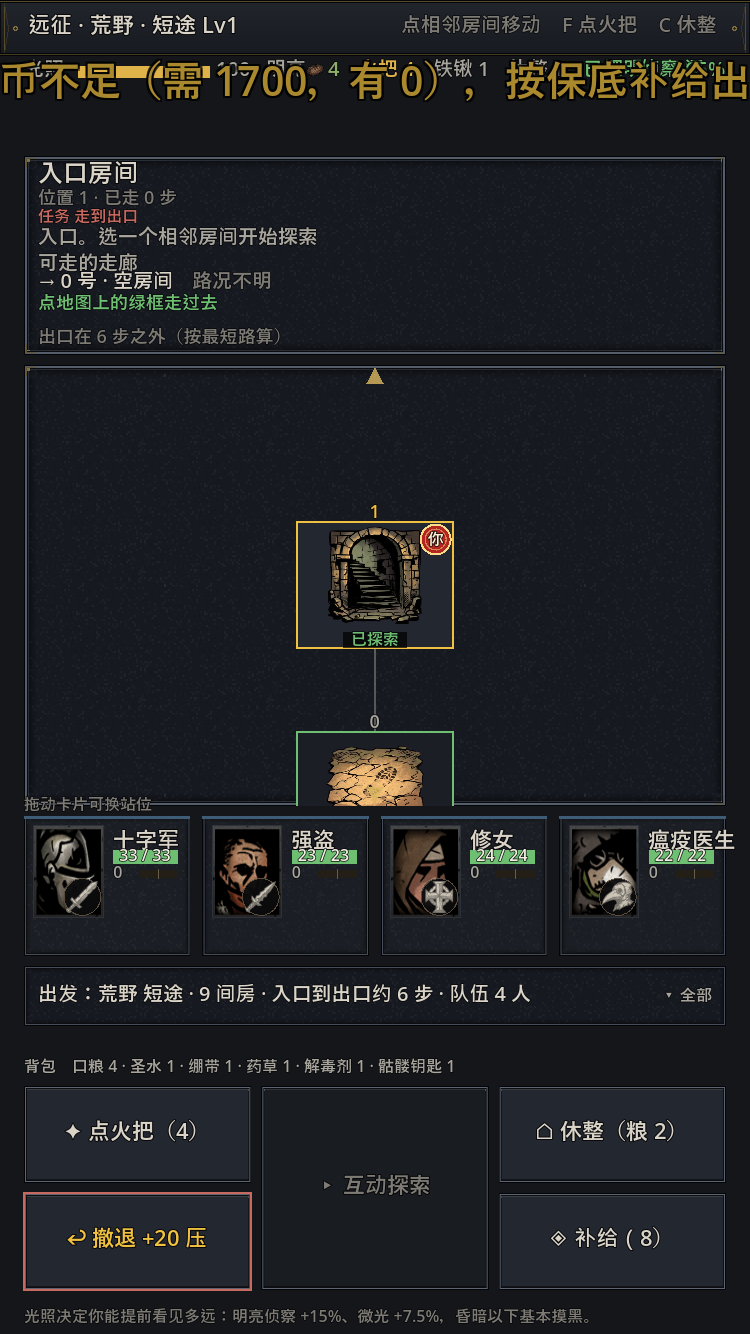 远征 · 荒野 · 短途 Lv1 点相邻房间移动 F 点火把 C 休整
币不足（需 1700，有 0），按保底补给出
铁锹 1
入口房间
位置 1 · 已走 0 步
任务 走到出口
入口。选一个相邻房间开始探索
可走的走廊
→ 0 号 · 空房间 路况不明
点地图上的绿框走过去
出口在 6 步之外（按最短路算）
1
你
已探索
0
拖动卡片可换站位
十字军 33 / 33 0
强盗 23 / 23 0
修女 24 / 24 0
瘟疫医生 22 / 22 0
出发：荒野 短途 · 9 间房 · 入口到出口约 6 步 · 队伍 4 人 ▾ 全部
背包 口粮 4 · 圣水 1 · 绷带 1 · 药草 1 · 解毒剂 1 · 骷髅钥匙 1
✦ 点火把（4）
▸ 互动探索
⌂ 休整（粮 2）
↩ 撤退 +20 压
◈ 补给 ( 8）
光照决定你能提前看见多远：明亮侦察 +15%、微光 +7.5%，昏暗以下基本摸黑。